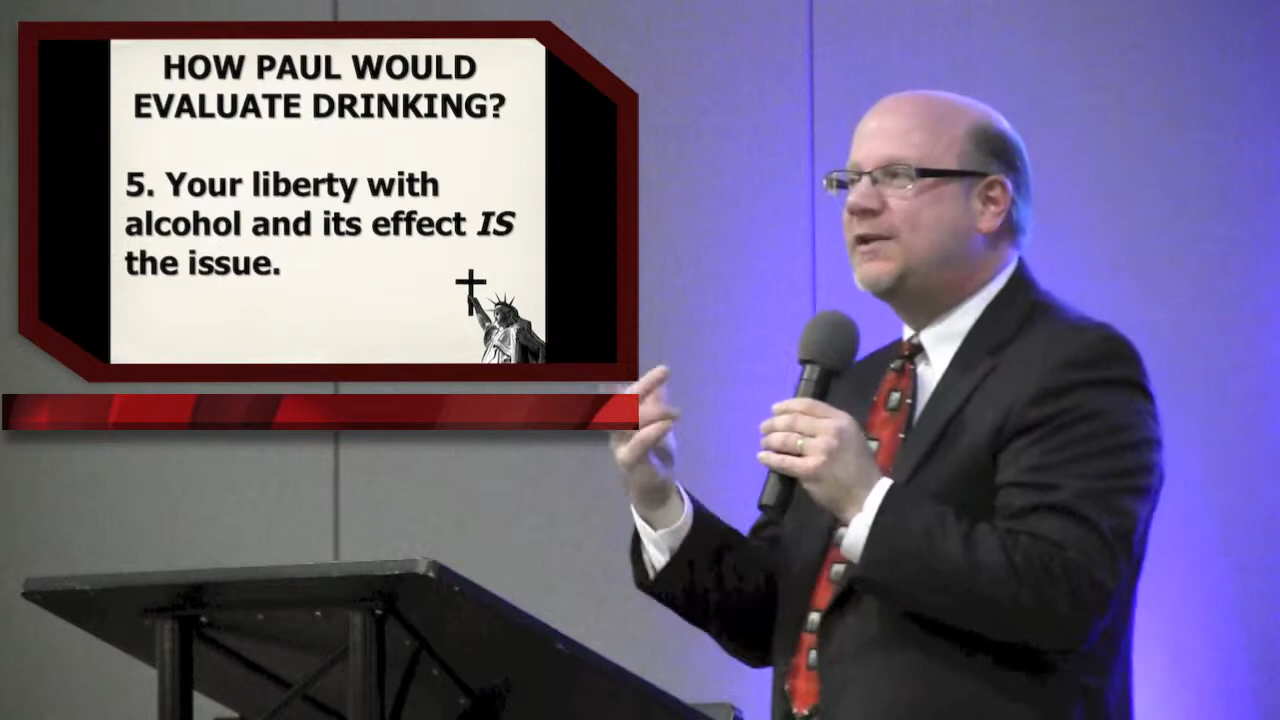 HOW PAUL WOULD
EVALUATE DRINKING?
5. Your liberty with
alcohol and its effect IS
the issue.